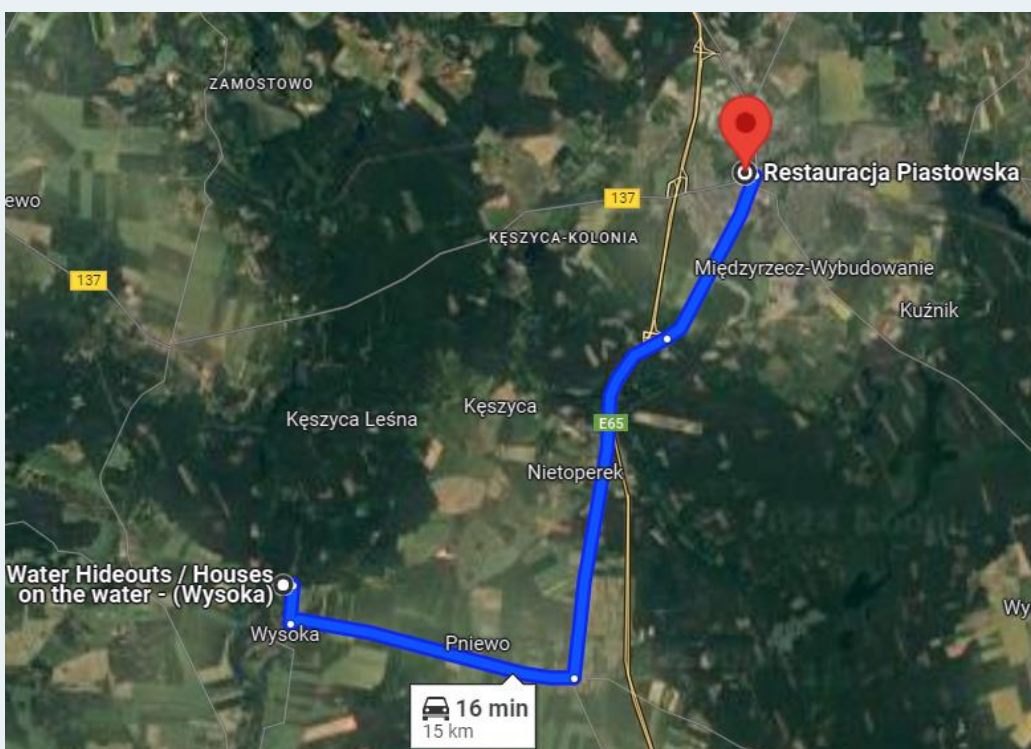 ZAMOSTOWO
Restauracja Piastowska
137
ewo
KĘSZYCA-KOLONIA
Międzyrzecz-Wybudowanie
137
Kuźnik
Kęszyca
Kęszyca Leśna
E65
Nietoperek
Water Hideouts / Houses
on the water - (Wysoka)
Wy
Wysoka
Pniewo
16 min
15 km